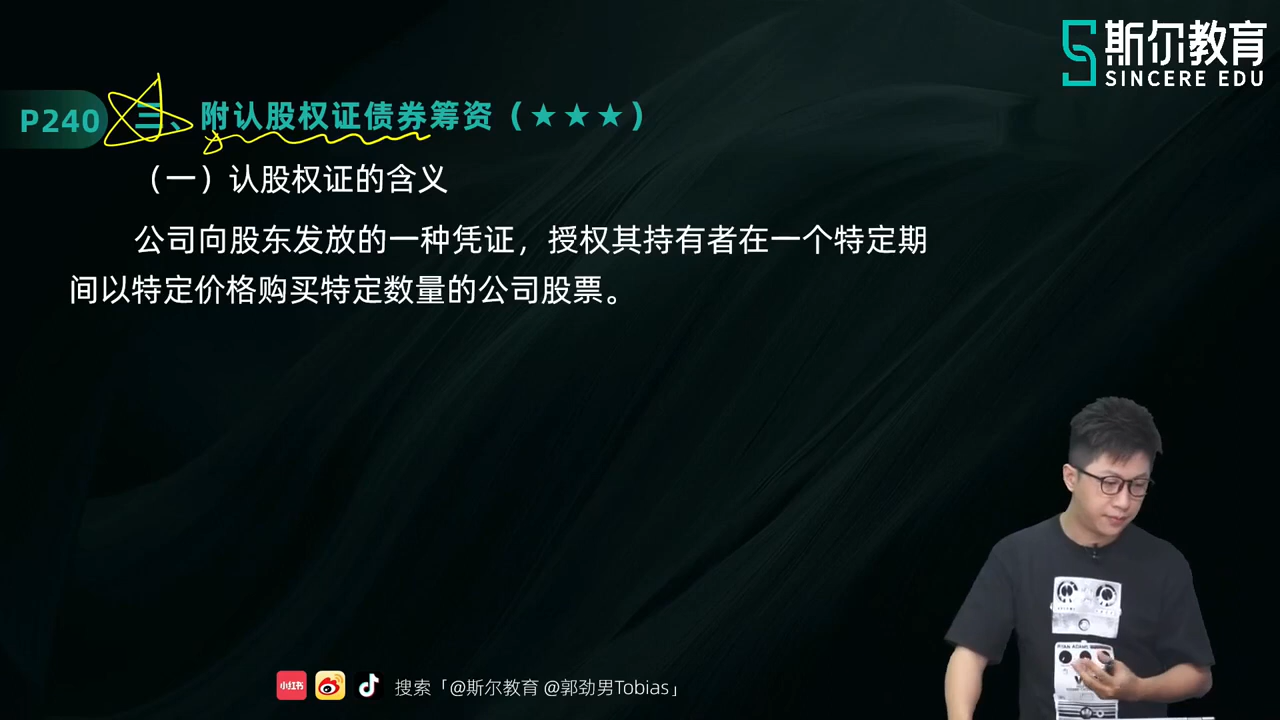 斯尔教育
SINCERE EDU
P240
三、附认股权证债券筹资（★★★）
（一）认股权证的含义
公司向股东发放的一种凭证，授权其持有者在一个特定期
间以特定价格购买特定数量的公司股票。
小红书
搜索「@斯尔教育 @郭劲男Tobias」